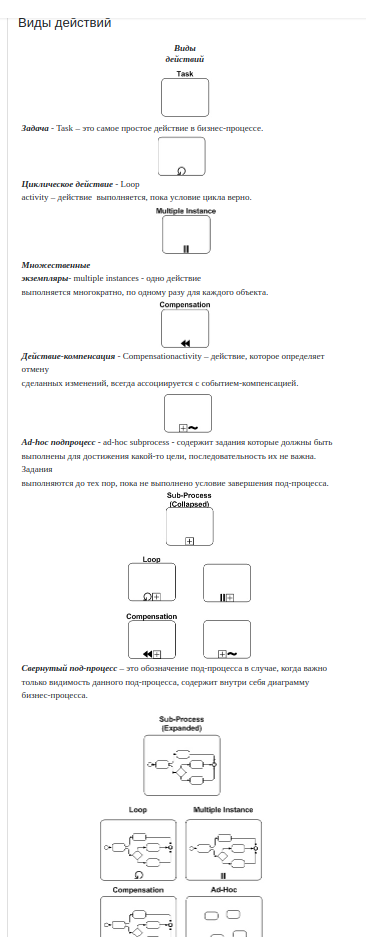 Виды действий
Виды
действий
Task
Задача - Task – это самое простое действие в бизнес-процессе.
Циклическое действие - Loop
activity – действие выполняется, пока условие цикла верно.
Multiple Instance
Множественные
экземпляры- multiple instances - одно действие
выполняется многократно, по одному разу для каждого объекта.
Compensation
Действие-компенсация - Compensationactivity – действие, которое определяет
отмену
сделанных изменений, всегда ассоциируется с событием-компенсацией.
Ad-hoc подпроцесс - ad-hoc subprocess - содержит задания которые должны быть
выполнены для достижения какой-то цели, последовательность их не важна.
Задания
выполняются до тех пор, пока не выполнено условие завершения под-процесса.
Sub-Process
(Collapsed)
Loop
Compensation
Свернутый под-процесс – это обозначение под-процесса в случае, когда важно
только видимость данного под-процесса, содержит внутри себя диаграмму
бизнес-процесса.
Sub-Process
(Expanded)
Loop Multiple Instance
Compensation Ad-Hoc